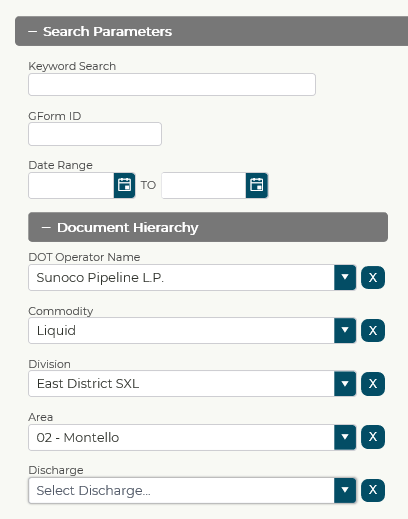 − Search Parameters
Keyword Search
GForm ID
Date Range
TO
− Document Hierarchy
DOT Operator Name
Sunoco Pipeline L.P.
X
Commodity
Liquid
X
Division
East District SXL
X
Area
02 - Montello
X
Discharge
Select Discharge...
X